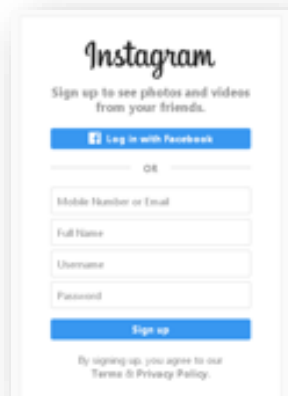 Instagram
Sign up to see photos and videos
from your friends.
Log in with Facebook
OR
Mobile Number or Email
Full Name
Username
Password
Sign up
By signing up, you agree to our
Terms & Privacy Policy.